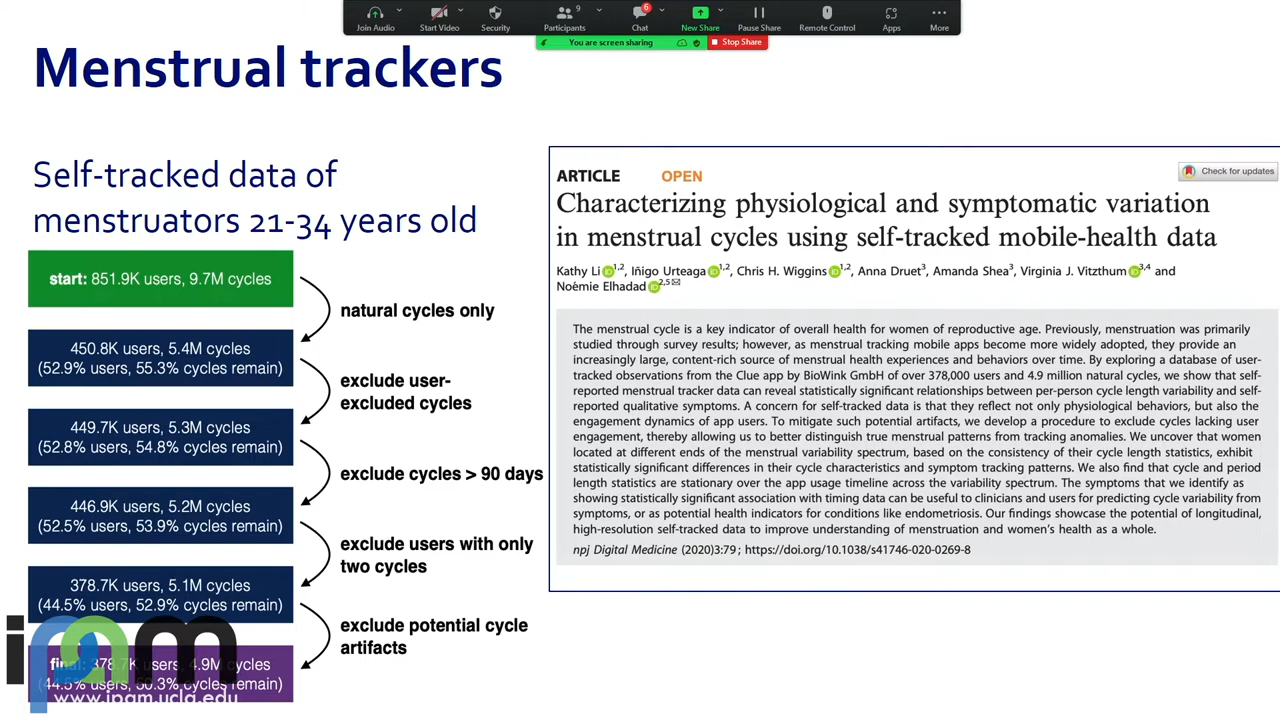 Join Audio
Start Video
Security
9
Participants
6
Chat
New Share
Pause Share
Remote Control
Apps
More
You are screen sharing
Stop Share
Menstrual trackers
Self-tracked data of
menstruators 21-34 years old
start: 851.9K users, 9.7M cycles
natural cycles only
450.8K users, 5.4M cycles
(52.9% users, 55.3% cycles remain)
exclude user-
excluded cycles
449.7K users, 5.3M cycles
(52.8% users, 54.8% cycles remain)
exclude cycles > 90 days
446.9K users, 5.2M cycles
(52.5% users, 53.9% cycles remain)
exclude users with only
two cycles
378.7K users, 5.1M cycles
(44.5% users, 52.9% cycles remain)
exclude potential cycle
artifacts
final: 378.7K users, 4.9M cycles
(44.5% users, 50.3% cycles remain)
ipam
www.ipam.ucla.edu
ARTICLE OPEN
Check for updates
Characterizing physiological and symptomatic variation
in menstrual cycles using self-tracked mobile-health data
Kathy Li 1,2, Iñigo Urteaga 1,2, Chris H. Wiggins 1,2, Anna Druet3, Amanda Shea3, Virginia J. Vitzthum 3,4 and
Noémie Elhadad 2,5✉
The menstrual cycle is a key indicator of overall health for women of reproductive age. Previously, menstruation was primarily
studied through survey results; however, as menstrual tracking mobile apps become more widely adopted, they provide an
increasingly large, content-rich source of menstrual health experiences and behaviors over time. By exploring a database of user-
tracked observations from the Clue app by BioWink GmbH of over 378,000 users and 4.9 million natural cycles, we show that self-
reported menstrual tracker data can reveal statistically significant relationships between per-person cycle length variability and self-
reported qualitative symptoms. A concern for self-tracked data is that they reflect not only physiological behaviors, but also the
engagement dynamics of app users. To mitigate such potential artifacts, we develop a procedure to exclude cycles lacking user
engagement, thereby allowing us to better distinguish true menstrual patterns from tracking anomalies. We uncover that women
located at different ends of the menstrual variability spectrum, based on the consistency of their cycle length statistics, exhibit
statistically significant differences in their cycle characteristics and symptom tracking patterns. We also find that cycle and period
length statistics are stationary over the app usage timeline across the variability spectrum. The symptoms that we identify as
showing statistically significant association with timing data can be useful to clinicians and users for predicting cycle variability from
symptoms, or as potential health indicators for conditions like endometriosis. Our findings showcase the potential of longitudinal,
high-resolution self-tracked data to improve understanding of menstruation and women's health as a whole.
npj Digital Medicine (2020)3:79 ; https://doi.org/10.1038/s41746-020-0269-8